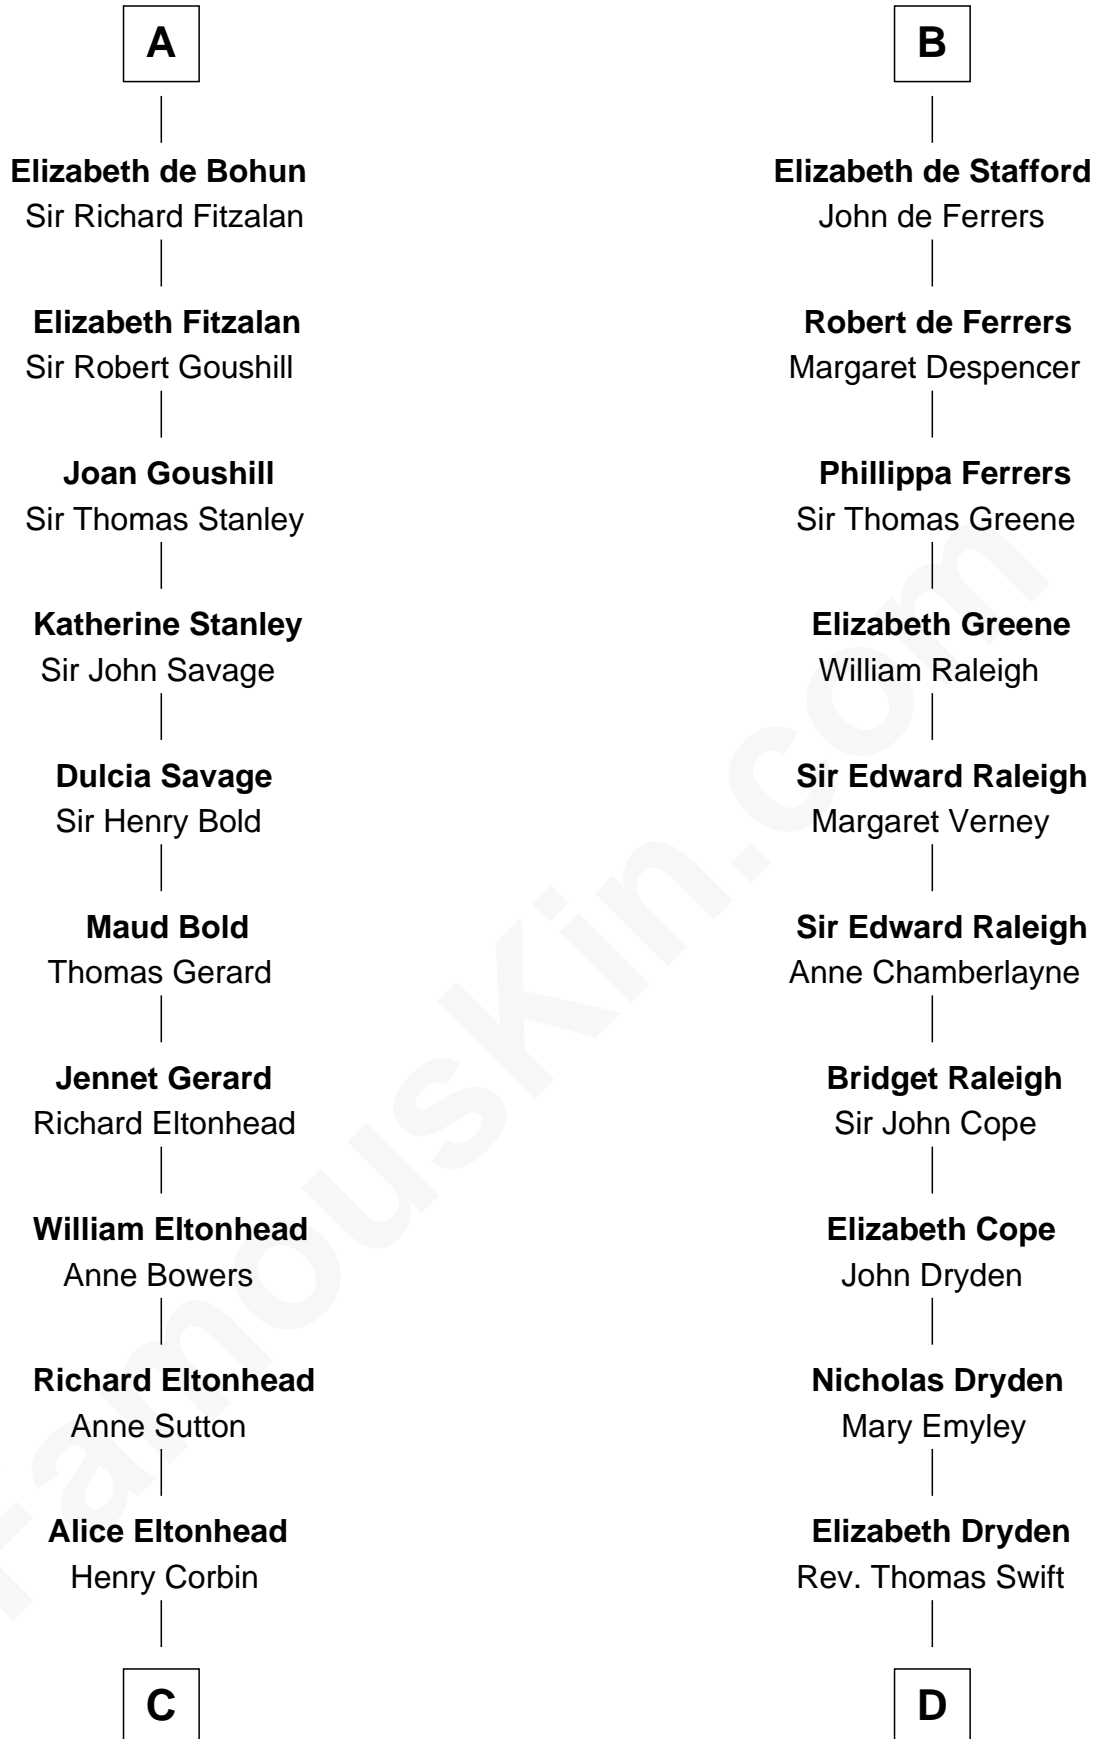 A
Elizabeth de Bohun
Sir Richard Fitzalan
Elizabeth Fitzalan
Sir Robert Goushill
Joan Goushill
Sir Thomas Stanley
Katherine Stanley
Sir John Savage
Dulcia Savage
Sir Henry Bold
Maud Bold
Thomas Gerard
Jennet Gerard
Richard Eltonhead
William Eltonhead
Anne Bowers
Richard Eltonhead
Anne Sutton
Alice Eltonhead
Henry Corbin
C
B
Elizabeth de Stafford
John de Ferrers
Robert de Ferrers
Margaret Despencer
Phillippa Ferrers
Sir Thomas Greene
Elizabeth Greene
William Raleigh
Sir Edward Raleigh
Margaret Verney
Sir Edward Raleigh
Anne Chamberlayne
Bridget Raleigh
Sir John Cope
Elizabeth Cope
John Dryden
Nicholas Dryden
Mary Emyley
Elizabeth Dryden
Rev. Thomas Swift
D
FamousKin.com